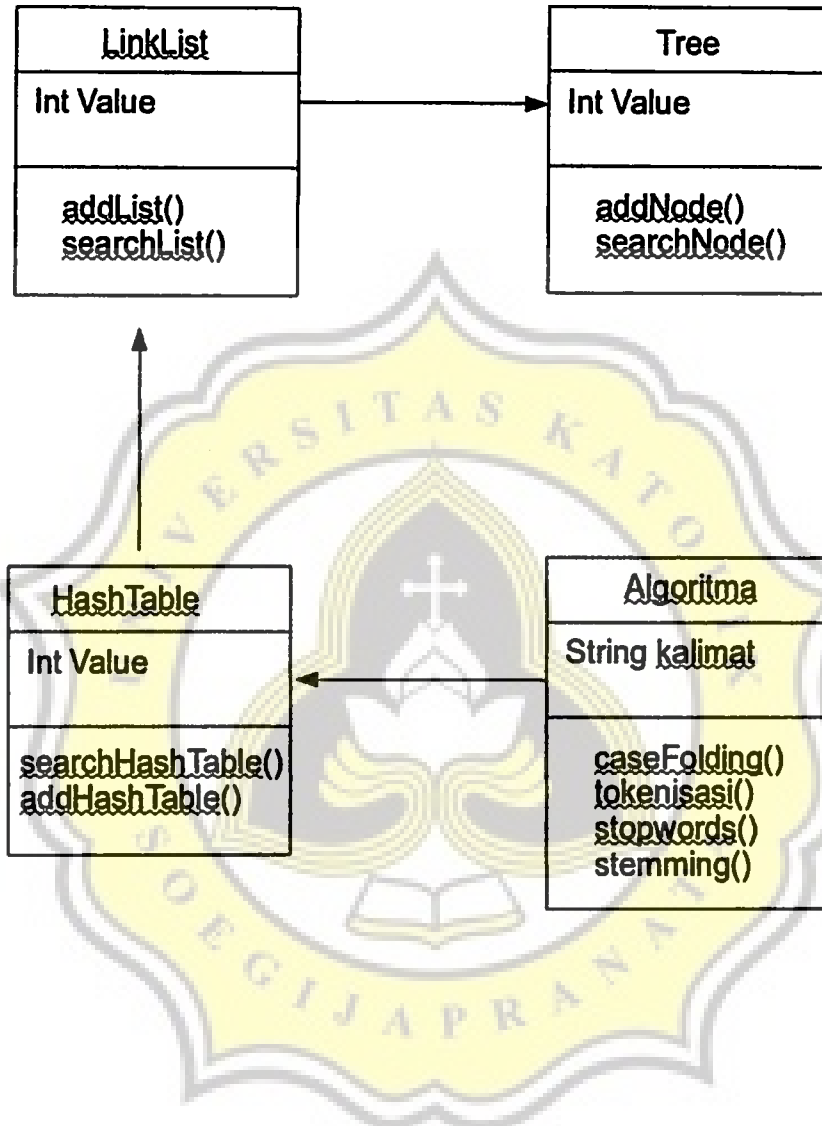 LinkList
Int Value
addList()
searchList()
Tree
Int Value
addNode()
searchNode()
HashTable
Int Value
searchHashTable()
addHashTable()
Algoritma
String kalimat
caseFolding()
tokenisasi()
stopwords()
stemming()
UNIVERSITAS KATOLIK
SOEGIJAPRANATA